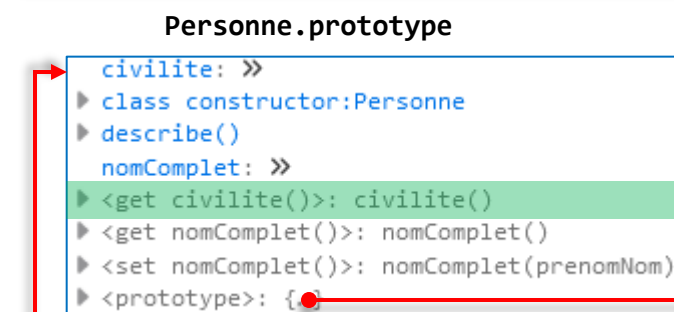 Personne.prototype
civilite: »
▶ class constructor:Personne
▶ describe()
nomComplet: »
▶ <get civilite()>: civilite()
▶ <get nomComplet()>: nomComplet()
▶ <set nomComplet()>: nomComplet(prenomNom)
▶ <prototype>: {…}